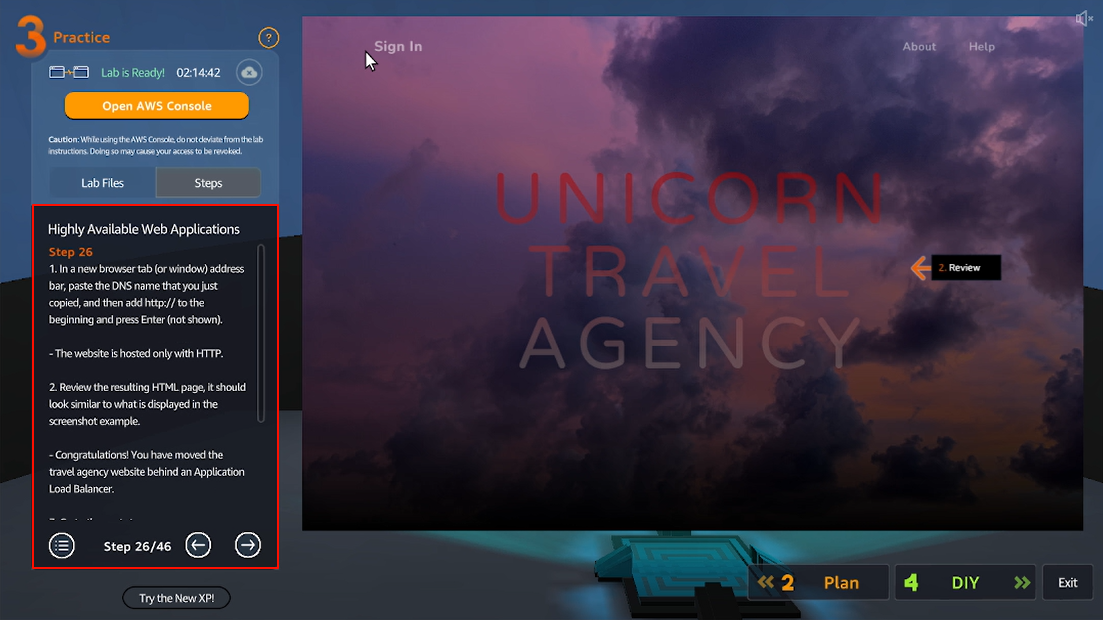 3 Practice
?
Lab is Ready! 02:14:42
Open AWS Console
Caution: While using the AWS Console, do not deviate from the lab
instructions. Doing so may cause your access to be revoked.
Lab Files
Steps
Highly Available Web Applications
Step 26
1. In a new browser tab (or window) address
bar, paste the DNS name that you just
copied, and then add http:// to the
beginning and press Enter (not shown).
- The website is hosted only with HTTP.
2. Review the resulting HTML page, it should
look similar to what is displayed in the
screenshot example.
- Congratulations! You have moved the
travel agency website behind an Application
Load Balancer.
Step 26/46
Try the New XP!
Sign In
About
Help
UNICORN
TRAVEL
AGENCY
2. Review
2 Plan
4 DIY
Exit